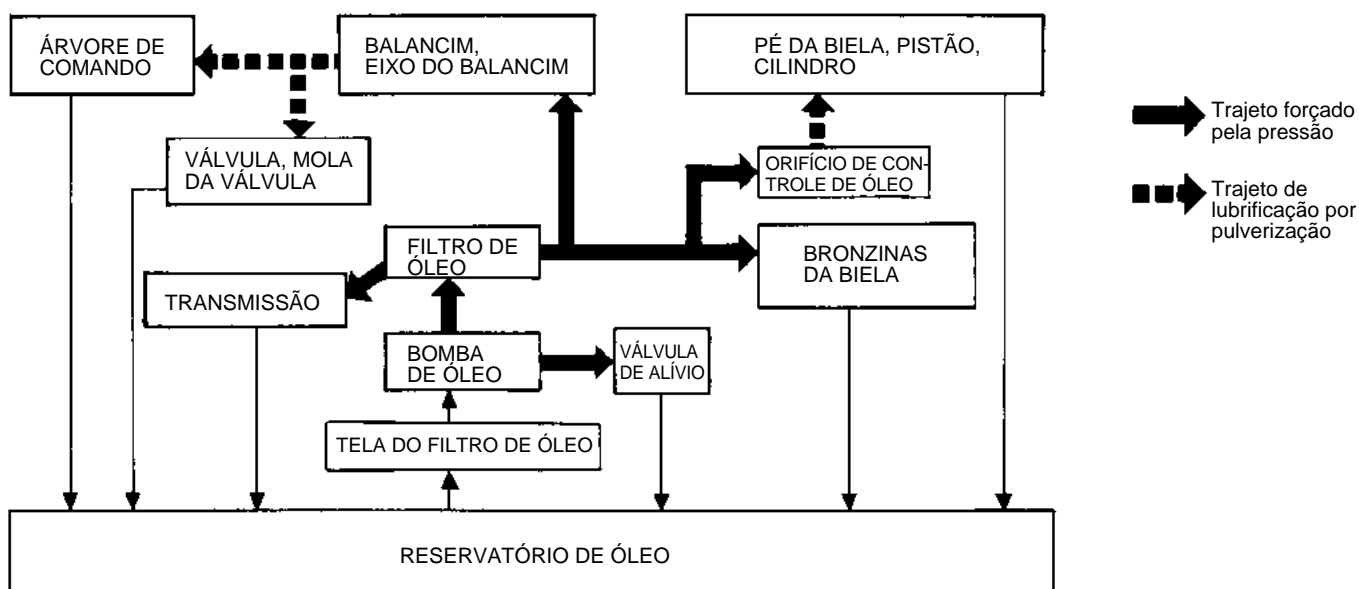 ÁRVORE DE
COMANDO
BALANCIM,
EIXO DO BALANCIM
PÉ DA BIELA, PISTÃO,
CILINDRO
Trajeto forçado
pela pressão
VÁLVULA, MOLA
DA VÁLVULA
ORIFÍCIO DE CON-
TROLE DE ÓLEO
Trajeto de
lubrificação por
pulverização
FILTRO DE
ÓLEO
BRONZINAS
DA BIELA
TRANSMISSÃO
BOMBA
DE ÓLEO
VÁLVULA
DE ALÍVIO
TELA DO FILTRO DE ÓLEO
RESERVATÓRIO DE ÓLEO